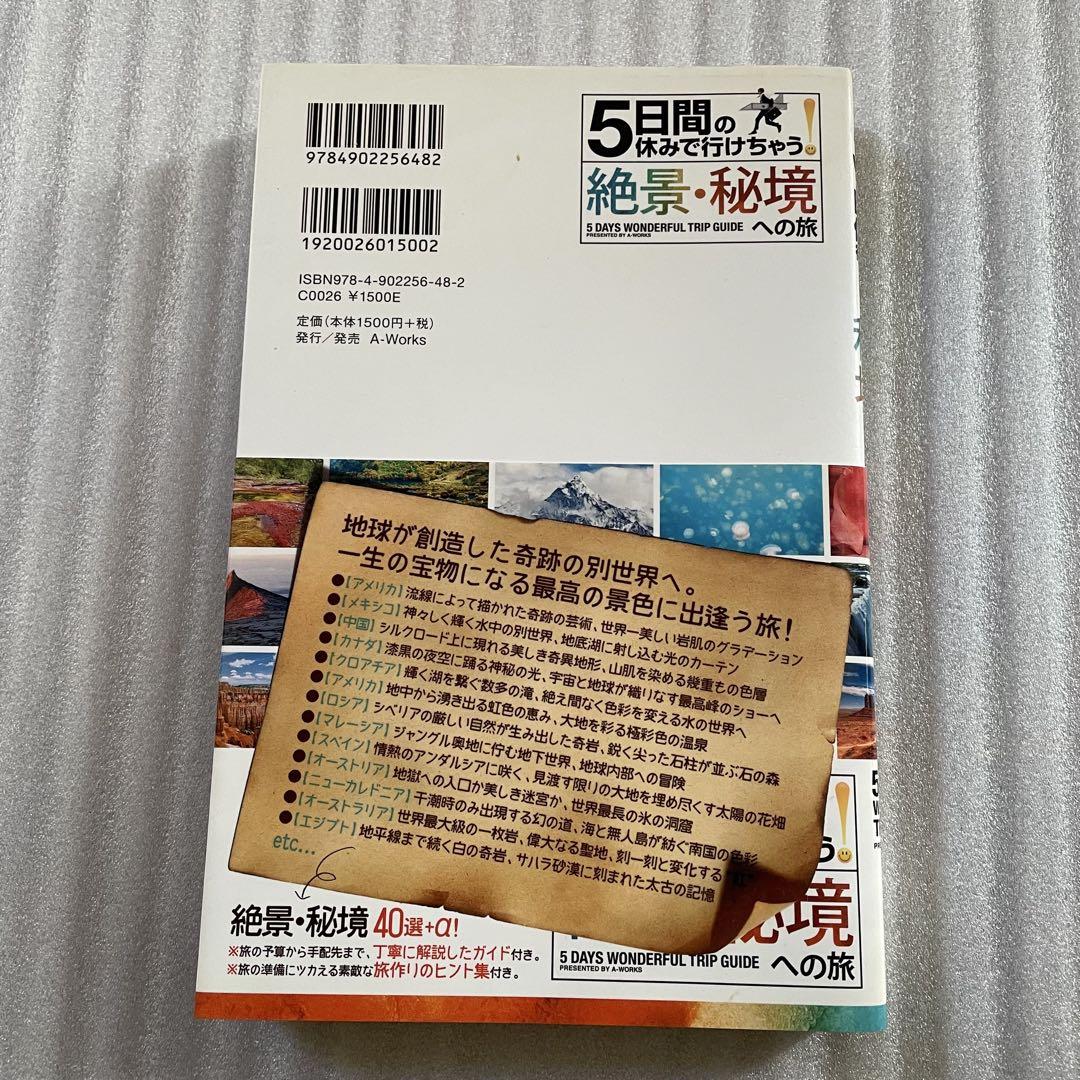 9784902256482
1920026015002
ISBN978-4-902256-48-2
C0026 ¥1500E
定価(本体1500円+税)
発行/発売 A-Works
5日間の
休みで行けちゃう!
絶景・秘境
5 DAYS WONDERFUL TRIP GUIDE への旅
PRESENTED BY A-WORKS
地球が創造した奇跡の別世界へ。
一生の宝物になる最高の景色に出逢う旅!
●【アメリカ】流線によって描かれた奇跡の芸術、世界一美しい岩肌のグラデーション
●【メキシコ】神々しく輝く水中の別世界、地底湖に射し込む光のカーテン
●【中国】シルクロード上に現れる美しき奇異地形、山肌を染める幾重もの色層
●【カナダ】漆黒の夜空に踊る神秘の光、宇宙と地球が織りなす最高峰のショーへ
●【クロアチア】輝く湖を繋ぐ数多の滝、絶え間なく色彩を変える水の世界へ
●【アメリカ】地中から湧き出る虹色の恵み、大地を彩る極彩色の温泉
●【ロシア】シベリアの厳しい自然が生み出した奇岩、鋭く尖った石柱が並ぶ石の森
●【マレーシア】ジャングル奥地に佇む地下世界、地球内部への冒険
●【スペイン】情熱のアンダルシアに咲く、見渡す限りの大地を埋め尽くす太陽の花畑
●【オーストリア】地獄への入口か美しき迷宮か、世界最長の氷の洞窟
●【ニューカレドニア】干潮時のみ出現する幻の道、海と無人島が紡ぐ南国の色彩
●【オーストラリア】世界最大級の一枚岩、偉大なる聖地、刻一刻と変化する"紅"
●【エジプト】地平線まで続く白の奇岩、サハラ砂漠に刻まれた太古の記憶
etc...
絶景・秘境 40選+α!
※旅の予算から手配先まで、丁寧に解説したガイド付き。
※旅の準備にツカえる素敵な旅作りのヒント集付き。
う!
秘境
5 DAYS WONDERFUL TRIP GUIDE への旅
PRESENTED BY A-WORKS